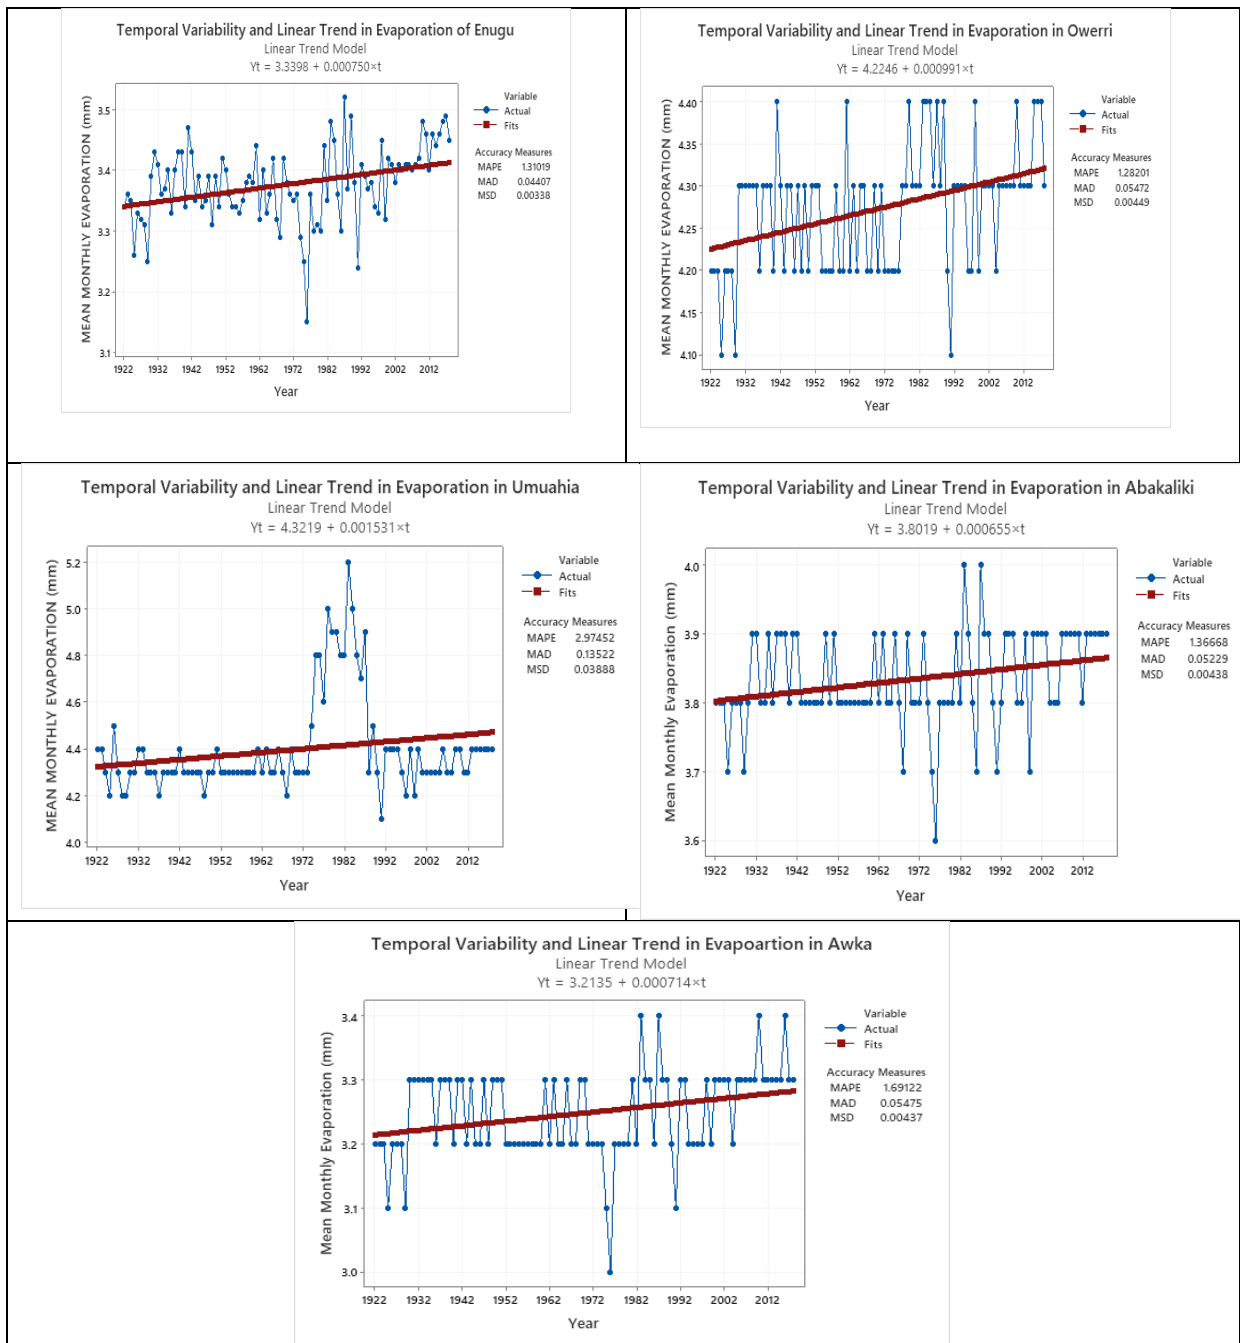 Temporal Variability and Linear Trend in Evaporation of Enugu
Linear Trend Model
Yt = 3.3398 + 0.000750×t
MEAN MONTHLY EVAPORATION (mm)
3.5
3.4
3.3
3.2
3.1
1922 1932 1942 1952 1962 1972 1982 1992 2002 2012
Year
Variable
Actual
Fits
Accuracy Measures
MAPE 1.31019
MAD 0.04407
MSD 0.00338
Temporal Variability and Linear Trend in Evaporation in Owerri
Linear Trend Model
Yt = 4.2246 + 0.000991×t
MEAN MONTHLY EVAPORATION (mm)
4.40
4.35
4.30
4.25
4.20
4.15
4.10
1922 1932 1942 1952 1962 1972 1982 1992 2002 2012
Year
Variable
Actual
Fits
Accuracy Measures
MAPE 1.28201
MAD 0.05472
MSD 0.00449
Temporal Variability and Linear Trend in Evaporation in Umuahia
Linear Trend Model
Yt = 4.3219 + 0.001531×t
MEAN MONTHLY EVAPORATION (mm)
5.2
5.0
4.8
4.6
4.4
4.2
4.0
1922 1932 1942 1952 1962 1972 1982 1992 2002 2012
Year
Variable
Actual
Fits
Accuracy Measures
MAPE 2.97452
MAD 0.13522
MSD 0.03888
Temporal Variability and Linear Trend in Evaporation in Abakaliki
Linear Trend Model
Yt = 3.8019 + 0.000655×t
Mean Monthly Evaporation (mm)
4.0
3.9
3.8
3.7
3.6
1922 1932 1942 1952 1962 1972 1982 1992 2002 2012
Year
Variable
Actual
Fits
Accuracy Measures
MAPE 1.36668
MAD 0.05229
MSD 0.00438
Temporal Variability and Linear Trend in Evapoartion in Awka
Linear Trend Model
Yt = 3.2135 + 0.000714×t
Mean Monthly Evaporation (mm)
3.4
3.3
3.2
3.1
3.0
1922 1932 1942 1952 1962 1972 1982 1992 2002 2012
Year
Variable
Actual
Fits
Accuracy Measures
MAPE 1.69122
MAD 0.05475
MSD 0.00437